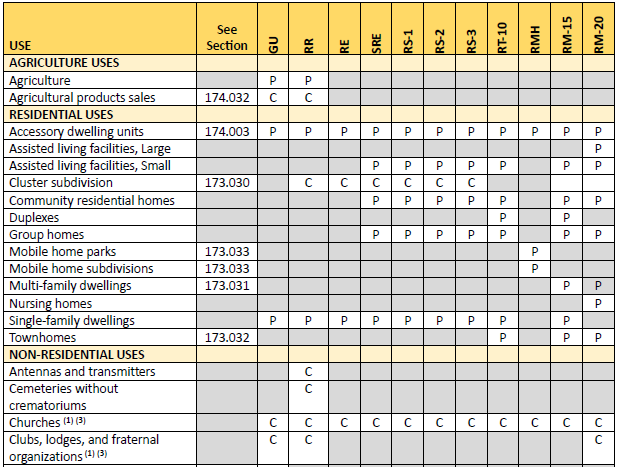 USE See Section GU RR RE SRE RS-1 RS-2 RS-3 RT-10 RMH RM-15 RM-20
AGRICULTURE USES
Agriculture P P
Agricultural products sales 174.032 C C
RESIDENTIAL USES
Accessory dwelling units 174.003 P P P P P P P P P P P
Assisted living facilities, Large P
Assisted living facilities, Small P P P P P P P
Cluster subdivision 173.030 C C C C C C
Community residential homes P P P P P P P
Duplexes P P
Group homes P P P P P P P
Mobile home parks 173.033 P
Mobile home subdivisions 173.033 P
Multi-family dwellings 173.031 P P
Nursing homes P
Single-family dwellings P P P P P P P P P
Townhomes 173.032 P P P
NON-RESIDENTIAL USES
Antennas and transmitters C
Cemeteries without
crematoriums C
Churches (1) (3) C C C C C C C C C C C
Clubs, lodges, and fraternal
organizations (1) (3) C C C